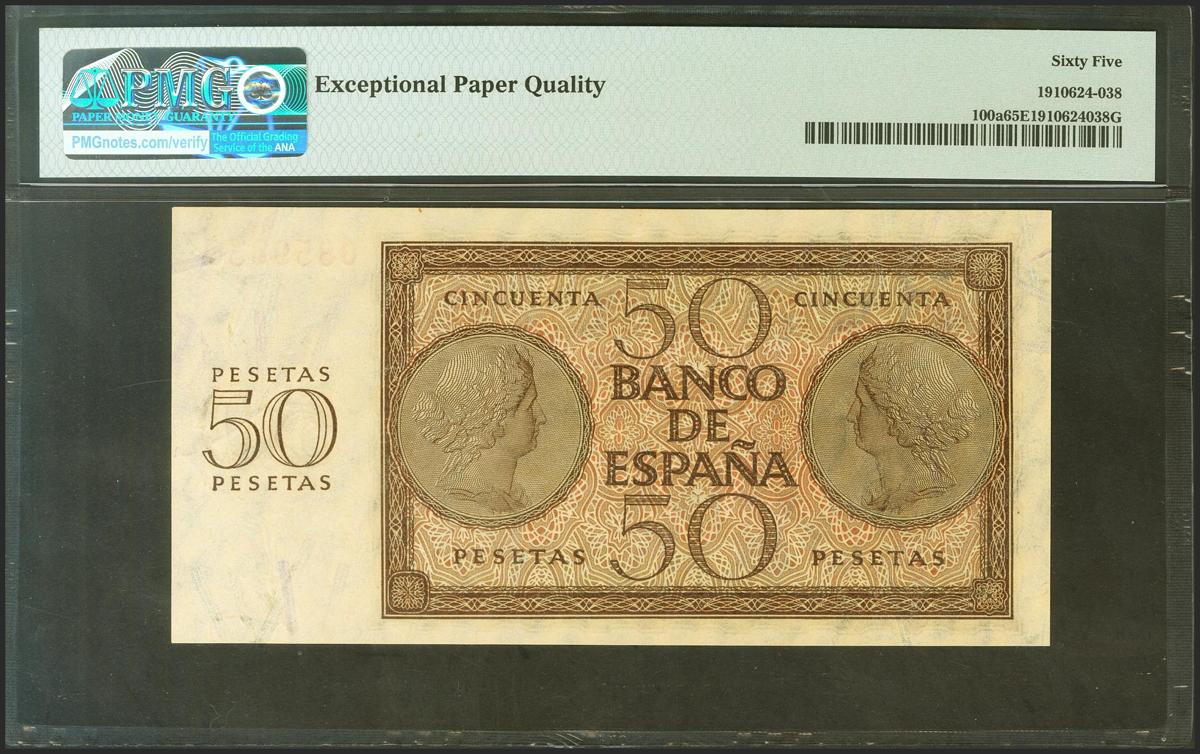 PMG
PAPER MONEY GUARANTY
PMGnotes.com/verify
The Official Grading
Service of the ANA
Exceptional Paper Quality
Sixty Five
1910624-038
100a65E1910624038G
PESETAS
50
PESETAS
CINCUENTA 50 CINCUENTA
BANCO
DE
ESPAÑA
PESETAS 50 PESETAS